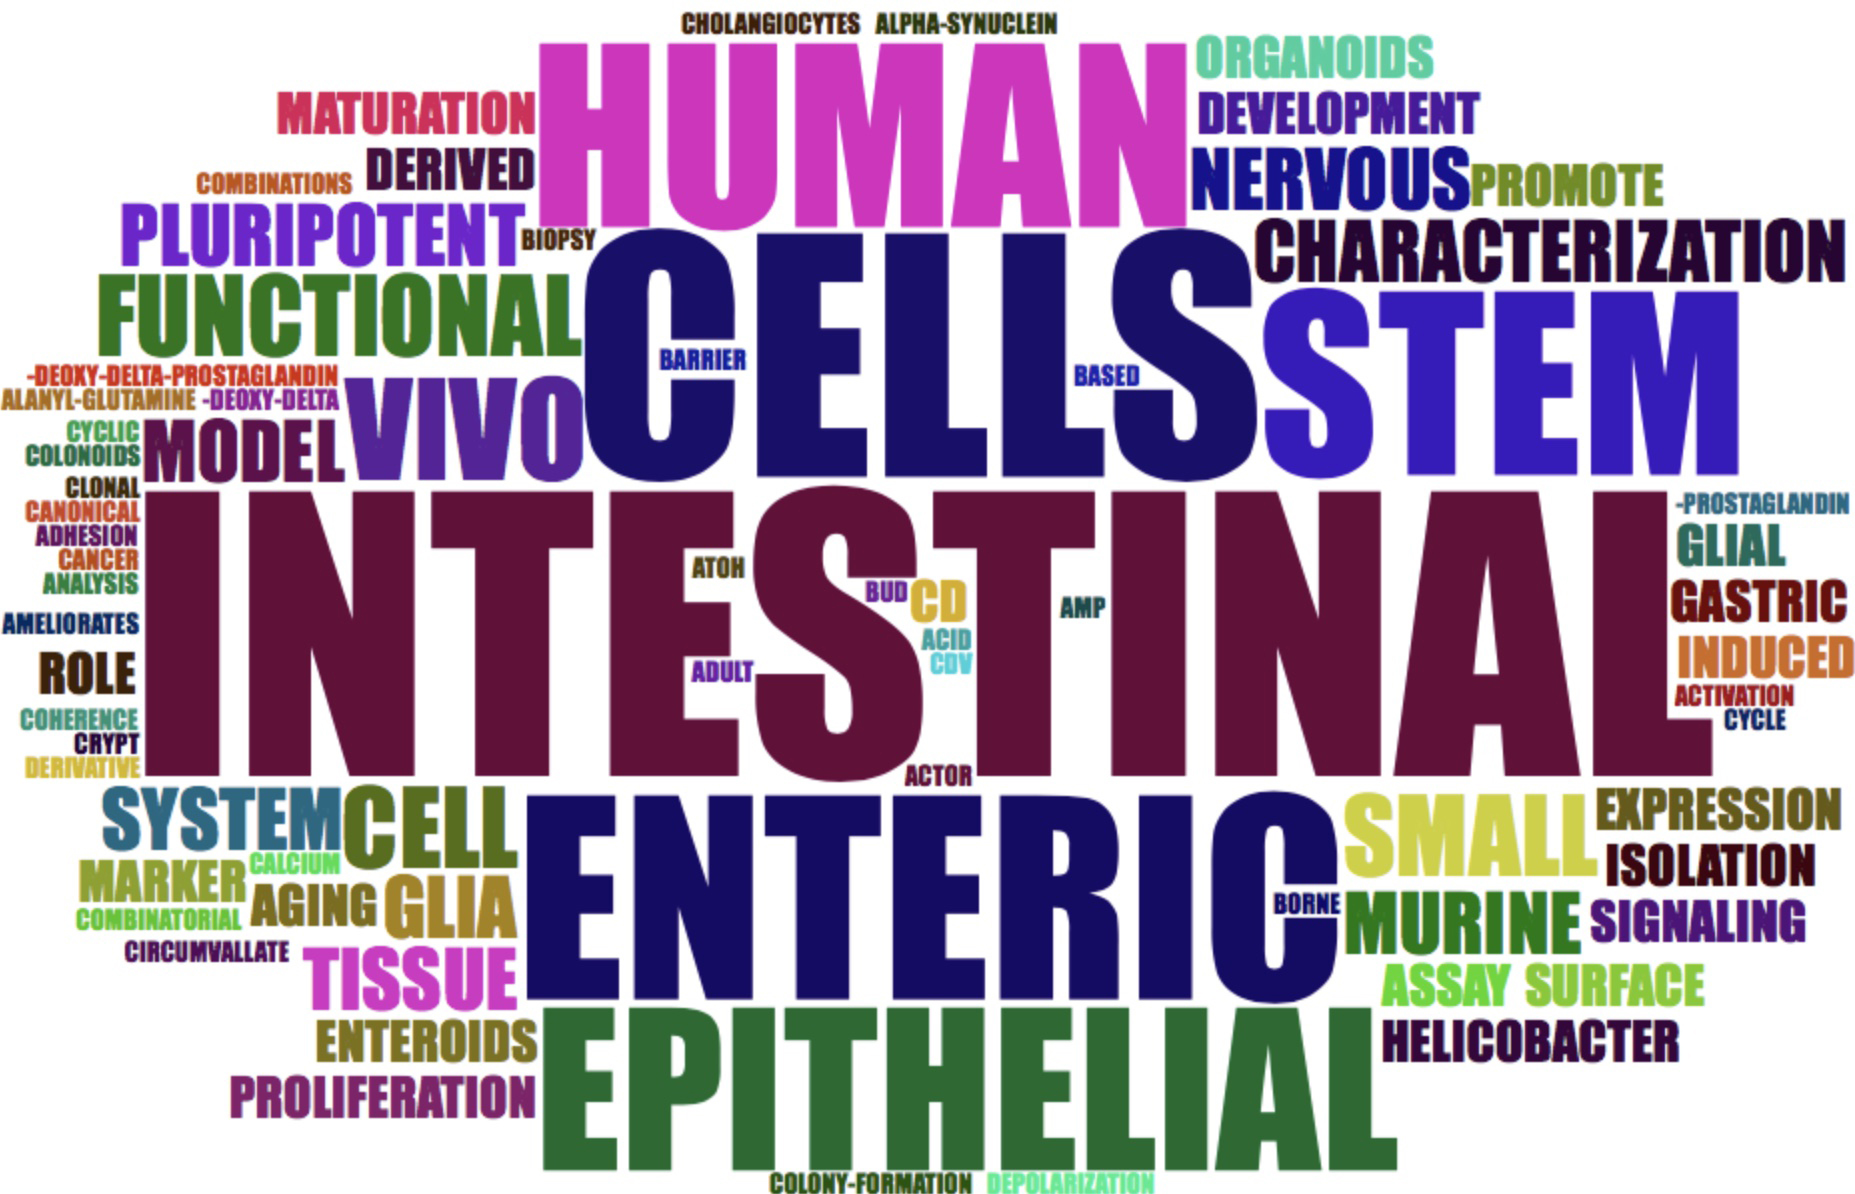 CHOLANGIOCYTES ALPHA-SYNUCLEIN
HUMAN
ORGANOIDS
MATURATION
DEVELOPMENT
DERIVED
NERVOUS
PROMOTE
COMBINATIONS
PLURIPOTENT
BIOPSY
CHARACTERIZATION
FUNCTIONAL
CELLS
STEM
BARRIER
BASED
-DEOXY-DELTA-PROSTAGLANDIN
ALANYL-GLUTAMINE -DEOXY-DELTA
VIVO
CYCLIC
COLONOIDS
MODEL
CLONAL
CANONICAL
ADHESION
CANCER
ANALYSIS
AMELIORATES
ROLE
COHERENCE
CRYPT
DERIVATIVE
INTESTINAL
ATOH
BUD
CD
AMP
ACID
CDV
ADULT
ACTOR
-PROSTAGLANDIN
GLIAL
GASTRIC
INDUCED
ACTIVATION
CYCLE
SYSTEM
CELL
ENTERIC
SMALL
EXPRESSION
CALCIUM
MARKER
ISOLATION
AGING
GLIA
BORNE
MURINE
SIGNALING
COMBINATORIAL
CIRCUMVALLATE
TISSUE
ASSAY SURFACE
ENTEROIDS
EPITHELIAL
HELICOBACTER
PROLIFERATION
COLONY-FORMATION DEPOLARIZATION